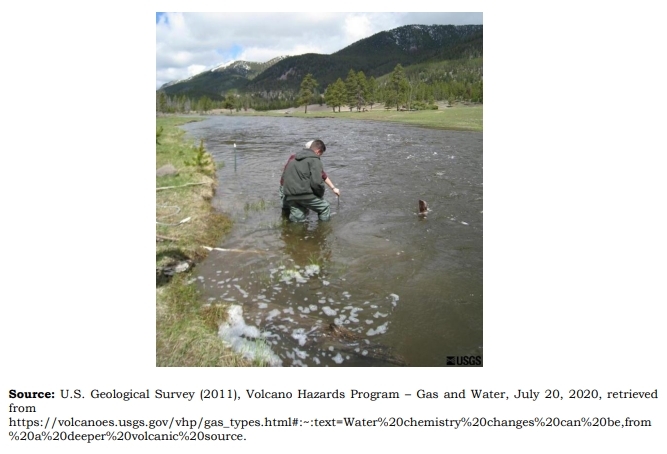 USGS
Source: U.S. Geological Survey (2011), Volcano Hazards Program – Gas and Water, July 20, 2020, retrieved
from
https://volcanoes.usgs.gov/vhp/gas_types.html#:~:text=Water%20chemistry%20changes%20can%20be,from
%20a%20deeper%20volcanic%20source.